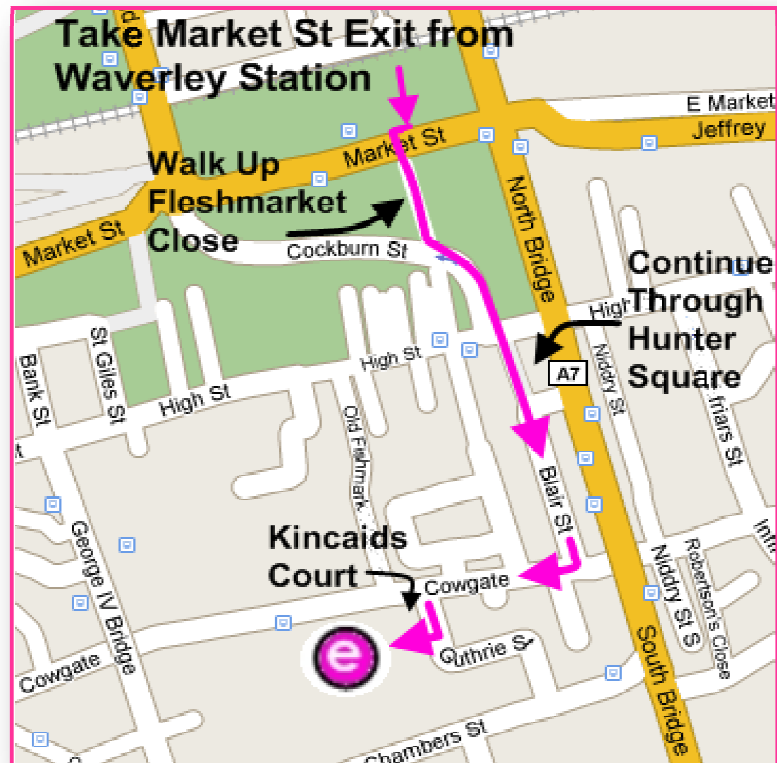 Take Market St Exit from
Waverley Station
E Market
Jeffrey
Market St
Walk Up
Fleshmarket
Close
North Bridge
Market St
Cockburn St
Continue
Through
Hunter
Square
High
High St
A7
Niddry St
friars St
St Giles St
Bank St
High St
Old Fishmark
Blair St
Kincaids
Court
Cowgate
George IV Bridge
Infi
Niddry St S
Robertson's Close
e
Guthrie St
Cowgate
South Bridge
Chambers St